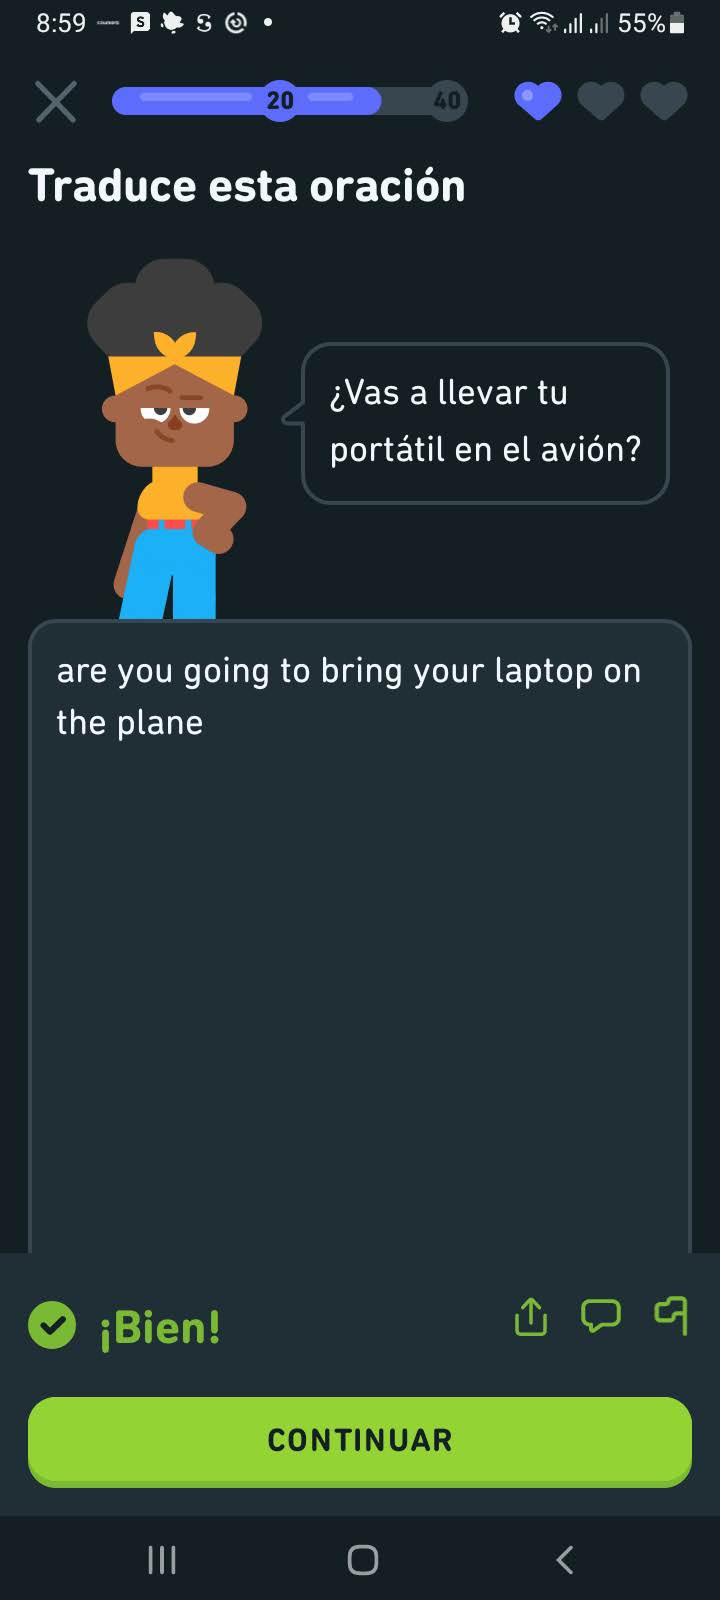 8:59
S
S
55%
20
40
Traduce esta oración
¿Vas a llevar tu
portátil en el avión?
are you going to bring your laptop on
the plane
¡Bien!
CONTINUAR